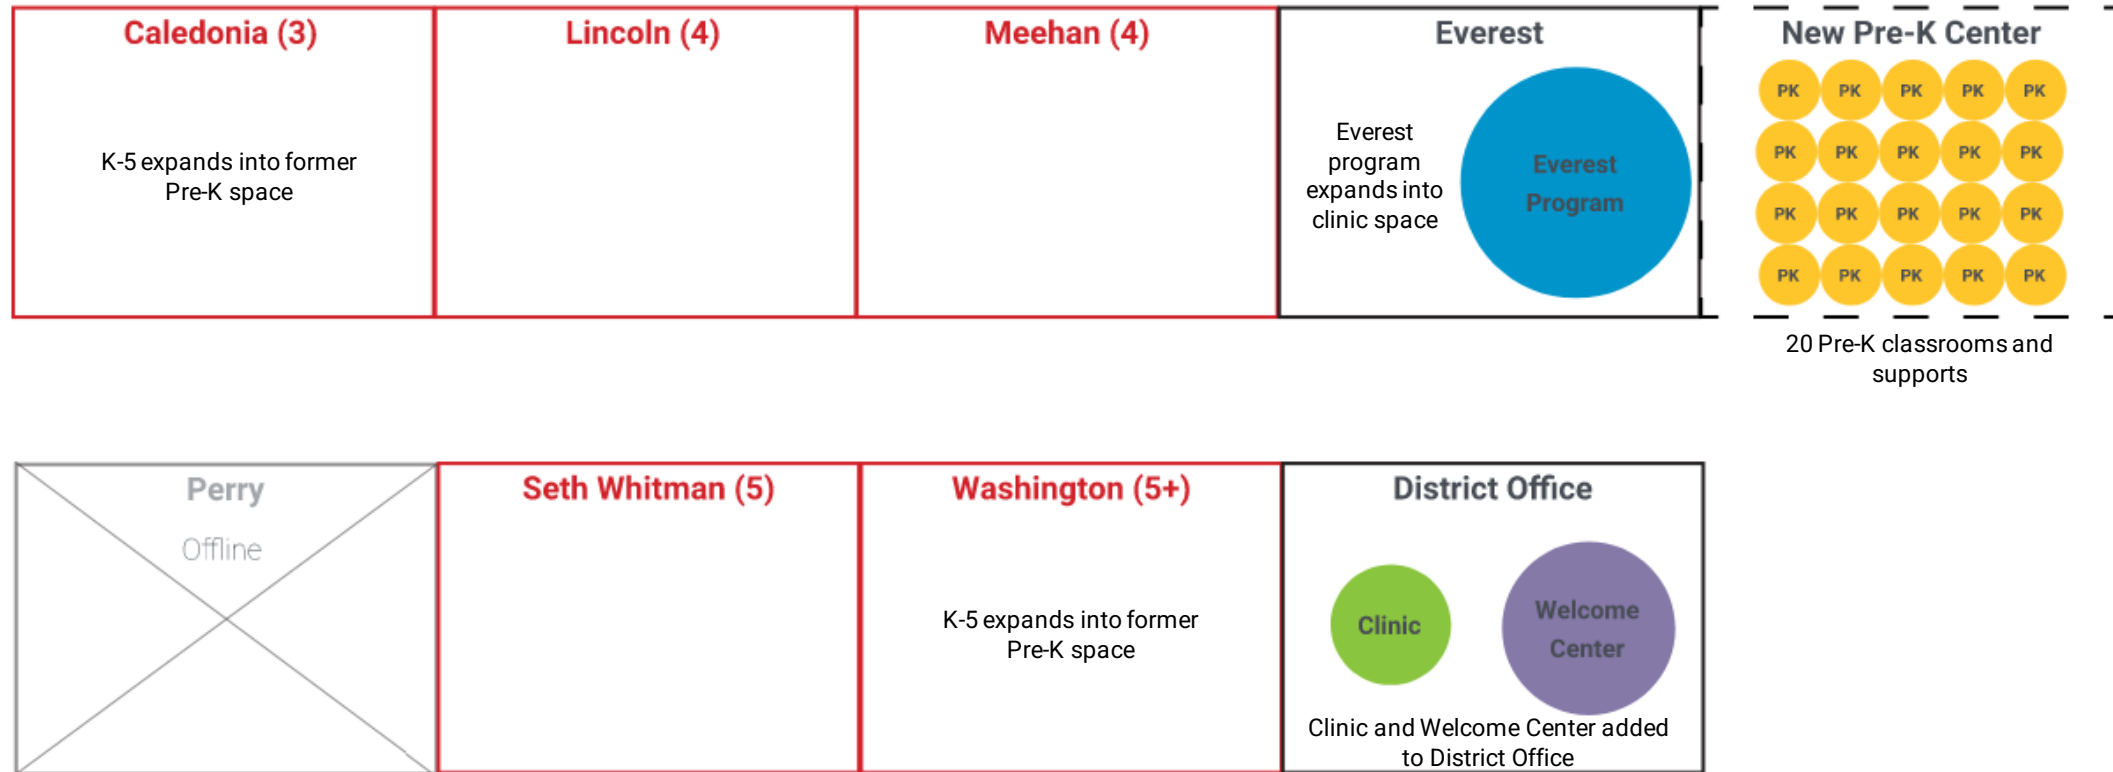 Caledonia (3)
K-5 expands into former
Pre-K space
Lincoln (4)
Meehan (4)
Everest
Everest
program
expands into
clinic space
Everest
Program
New Pre-K Center
PK PK PK PK PK
PK PK PK PK PK
PK PK PK PK PK
PK PK PK PK PK
20 Pre-K classrooms and
supports
Perry
Offline
Seth Whitman (5)
Washington (5+)
K-5 expands into former
Pre-K space
District Office
Clinic
Welcome
Center
Clinic and Welcome Center added
to District Office